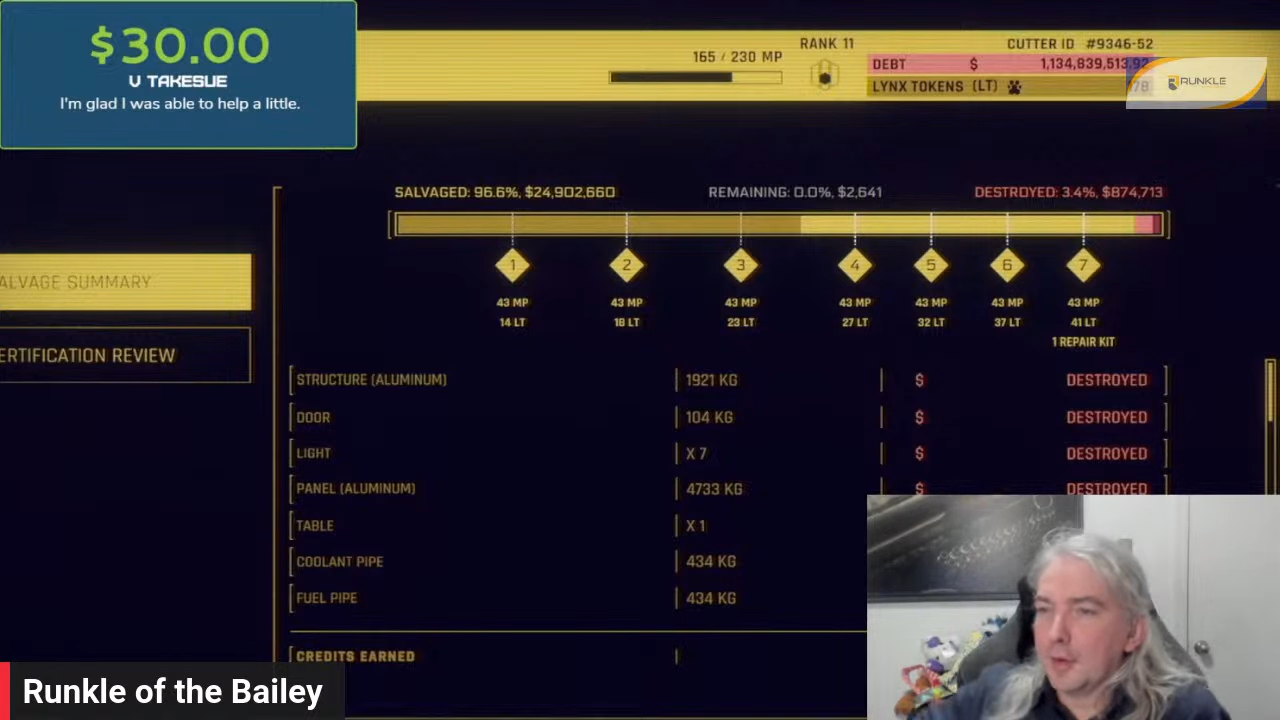 $30.00
V TAKESUE
I'm glad I was able to help a little.
165 / 230 MP
RANK 11
CUTTER ID #9346-52
DEBT $ 1,134,839,513.92
LYNX TOKENS (LT) 78
RUNKLE
SALVAGED: 96.6%, $24,902,660 REMAINING: 0.0%, $2,641 DESTROYED: 3.4%, $874,713
1 2 3 4 5 6 7
43 MP 43 MP 43 MP 43 MP 43 MP 43 MP 43 MP
14 LT 18 LT 23 LT 27 LT 32 LT 37 LT 41 LT
1 REPAIR KIT
ALVAGE SUMMARY
ERTIFICATION REVIEW
STRUCTURE (ALUMINUM) 1921 KG $ DESTROYED
DOOR 104 KG $ DESTROYED
LIGHT X 7 $ DESTROYED
PANEL (ALUMINUM) 4733 KG $ DESTROYED
TABLE X 1
COOLANT PIPE 434 KG
FUEL PIPE 434 KG
CREDITS EARNED
Runkle of the Bailey